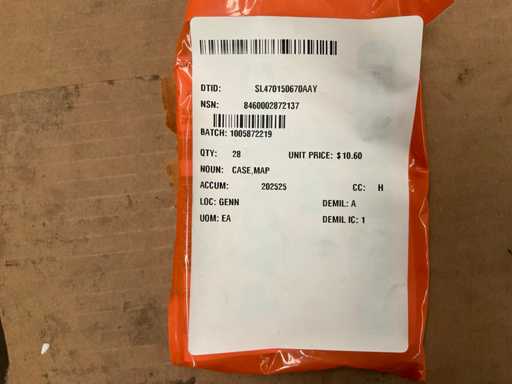 DTID: SL470150670AAY
NSN: 8460002872137
BATCH: 1005872219
QTY: 28 UNIT PRICE: $10.60
NOUN: CASE,MAP
ACCUM: 202525 CC: H
LOC: GENN DEMIL: A
UOM: EA DEMIL IC: 1